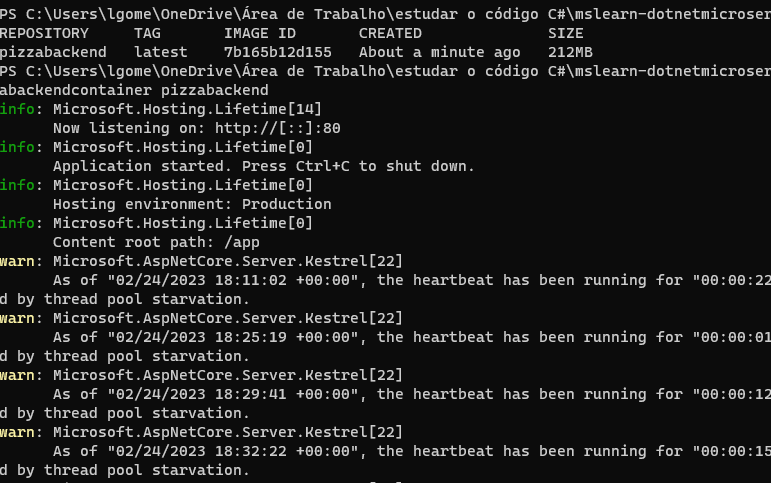 PS C:\Users\lgome\OneDrive\Área de Trabalho\estudar o código C#\mslearn-dotnetmicroser
REPOSITORY     TAG       IMAGE ID       CREATED              SIZE
pizzabackend   latest    7b165b12d155   About a minute ago   212MB
PS C:\Users\lgome\OneDrive\Área de Trabalho\estudar o código C#\mslearn-dotnetmicroser
abackendcontainer pizzabackend
info: Microsoft.Hosting.Lifetime[14]
      Now listening on: http://[::]:80
info: Microsoft.Hosting.Lifetime[0]
      Application started. Press Ctrl+C to shut down.
info: Microsoft.Hosting.Lifetime[0]
      Hosting environment: Production
info: Microsoft.Hosting.Lifetime[0]
      Content root path: /app
warn: Microsoft.AspNetCore.Server.Kestrel[22]
      As of "02/24/2023 18:11:02 +00:00", the heartbeat has been running for "00:00:22
d by thread pool starvation.
warn: Microsoft.AspNetCore.Server.Kestrel[22]
      As of "02/24/2023 18:25:19 +00:00", the heartbeat has been running for "00:00:01
d by thread pool starvation.
warn: Microsoft.AspNetCore.Server.Kestrel[22]
      As of "02/24/2023 18:29:41 +00:00", the heartbeat has been running for "00:00:12
d by thread pool starvation.
warn: Microsoft.AspNetCore.Server.Kestrel[22]
      As of "02/24/2023 18:32:22 +00:00", the heartbeat has been running for "00:00:15
d by thread pool starvation.